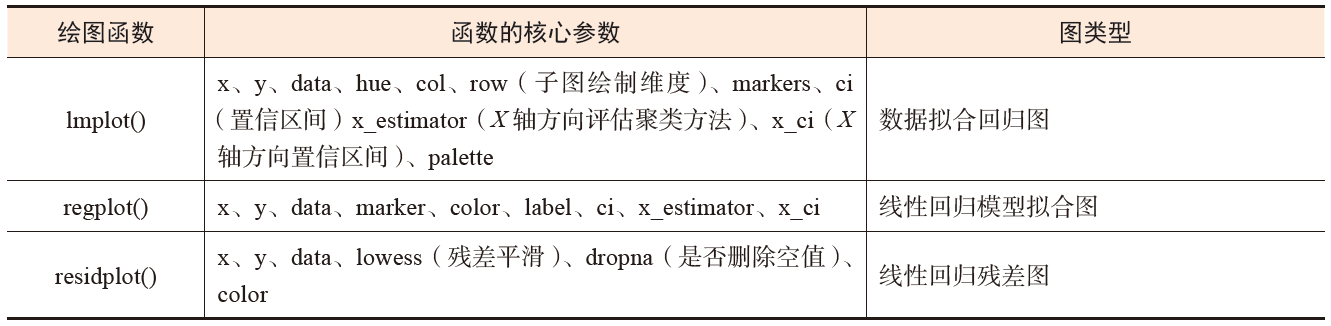 绘图函数 函数的核心参数 图类型
x、y、data、hue、col、row（子图绘制维度）、markers、ci
lmplot() （置信区间）x_estimator（X 轴方向评估聚类方法）、x_ci（X 数据拟合回归图
轴方向置信区间）、palette
regplot() x、y、data、marker、color、label、ci、x_estimator、x_ci 线性回归模型拟合图
x、y、data、lowess（残差平滑）、dropna（是否删除空值）、
residplot() 线性回归残差图
color